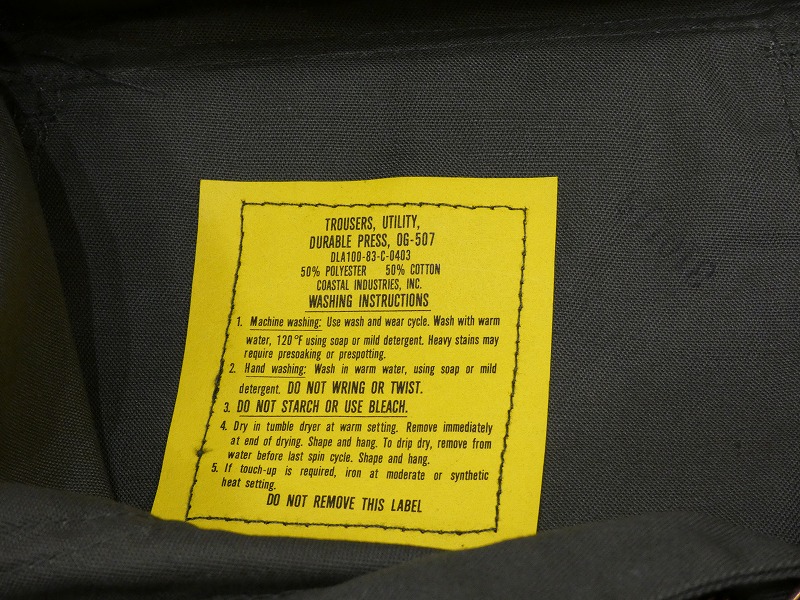 TROUSERS, UTILITY,
DURABLE PRESS, OG-507
DLA100-83-C-0403
50% POLYESTER 50% COTTON
COASTAL INDUSTRIES, INC.
WASHING INSTRUCTIONS
1. Machine washing: Use wash and wear cycle. Wash with warm
water, 120°F using soap or mild detergent. Heavy stains may
require presoaking or prespotting.
2. Hand washing: Wash in warm water, using soap or mild
detergent. DO NOT WRING OR TWIST.
3. DO NOT STARCH OR USE BLEACH.
4. Dry in tumble dryer at warm setting. Remove immediately
at end of drying. Shape and hang. To drip dry, remove from
water before last spin cycle. Shape and hang.
5. If touch-up is required, iron at moderate or synthetic
heat setting.
DO NOT REMOVE THIS LABEL